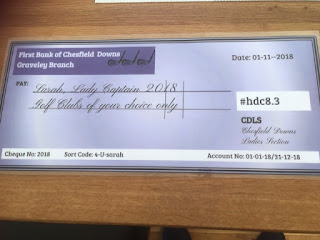 First Bank of Chesfield Downs
Graveley Branch
Date: 01-11--2018
PAY:
Sarah, Lady Captain 2018
Golf Clubs of your choice only
#hdc8.3
CDLS
Chesfield Downs
Ladies Section
Cheque No: 2018 Sort Code: 4-U-sarah Account No: 01-01-18/31-12-18